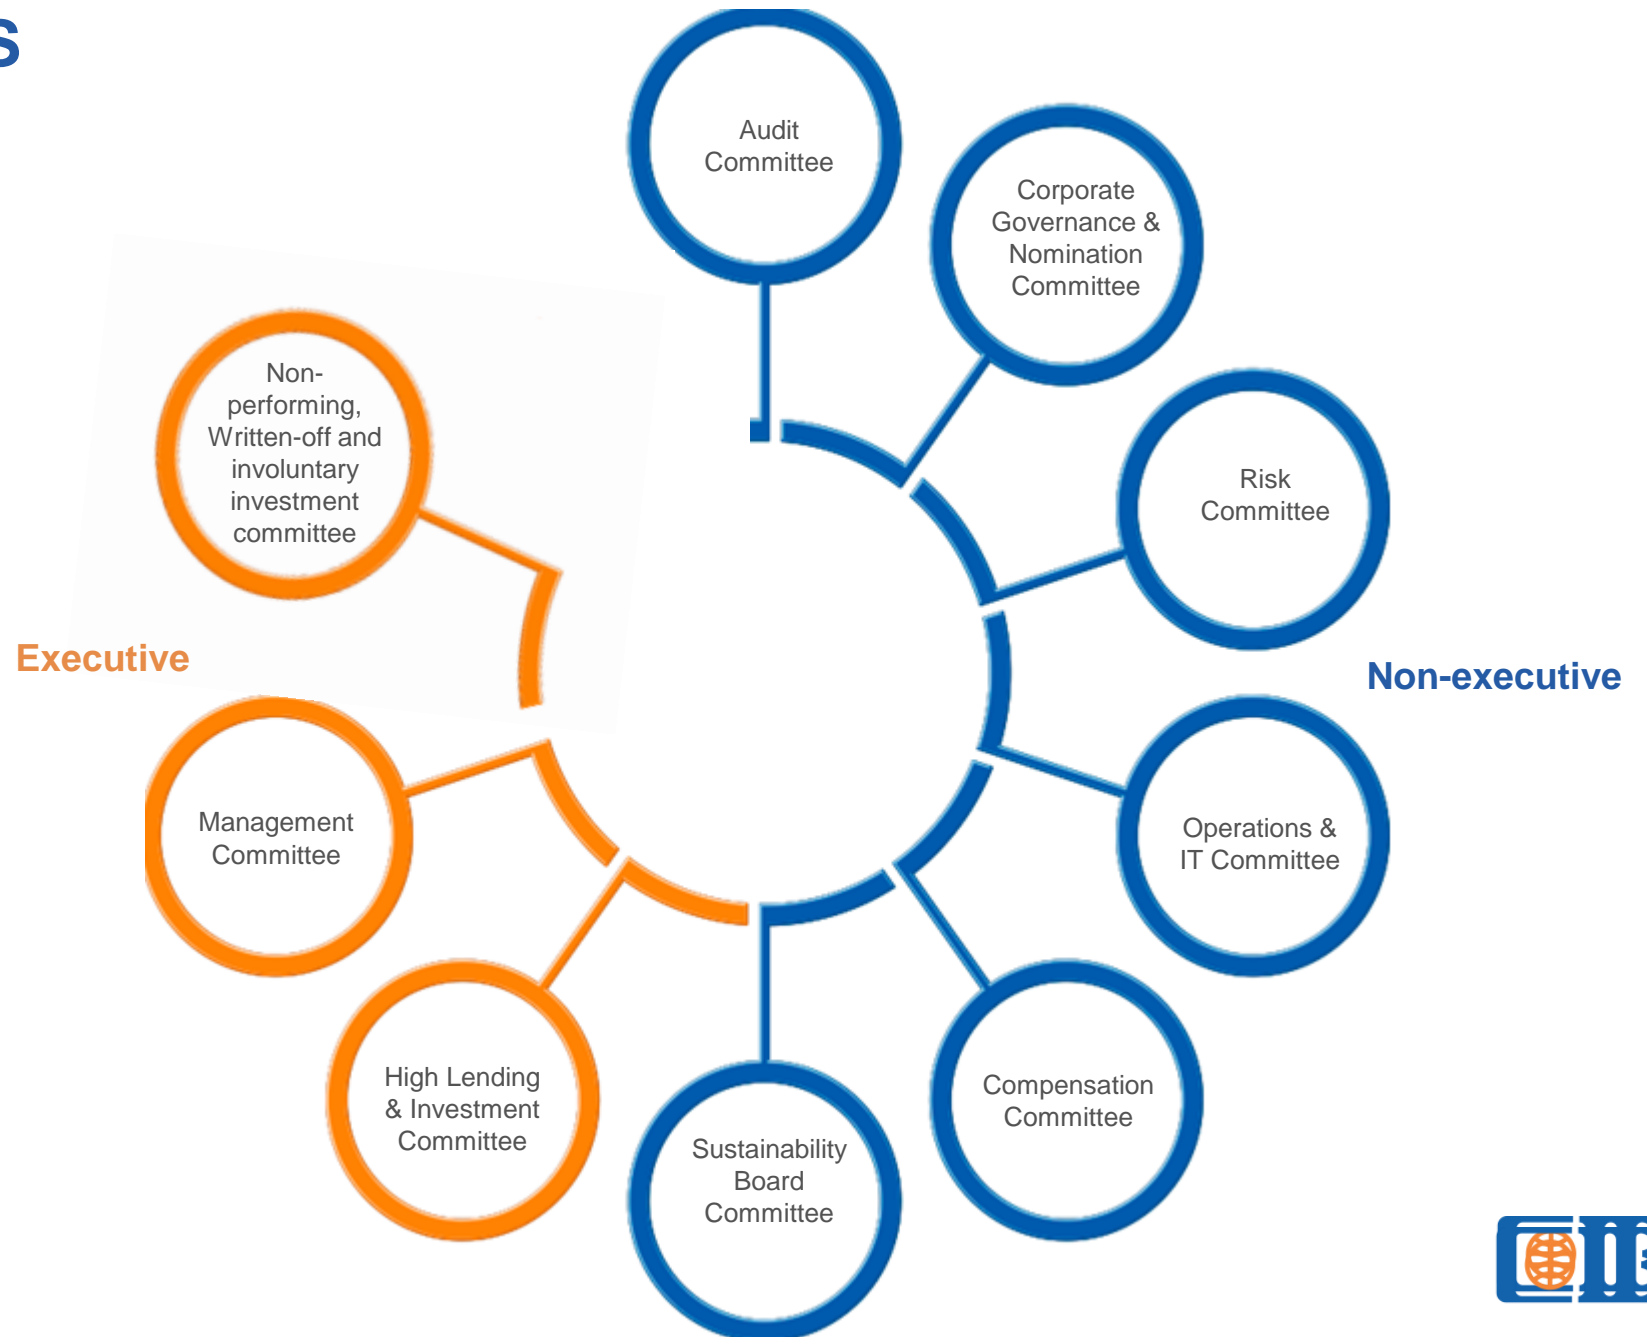 s
Audit
Committee
Corporate
Governance &
Nomination
Committee
Risk
Committee
Non-executive
Operations &
IT Committee
Compensation
Committee
Sustainability
Board
Committee
High Lending
& Investment
Committee
Management
Committee
Executive
Non-
performing,
Written-off and
involuntary
investment
committee